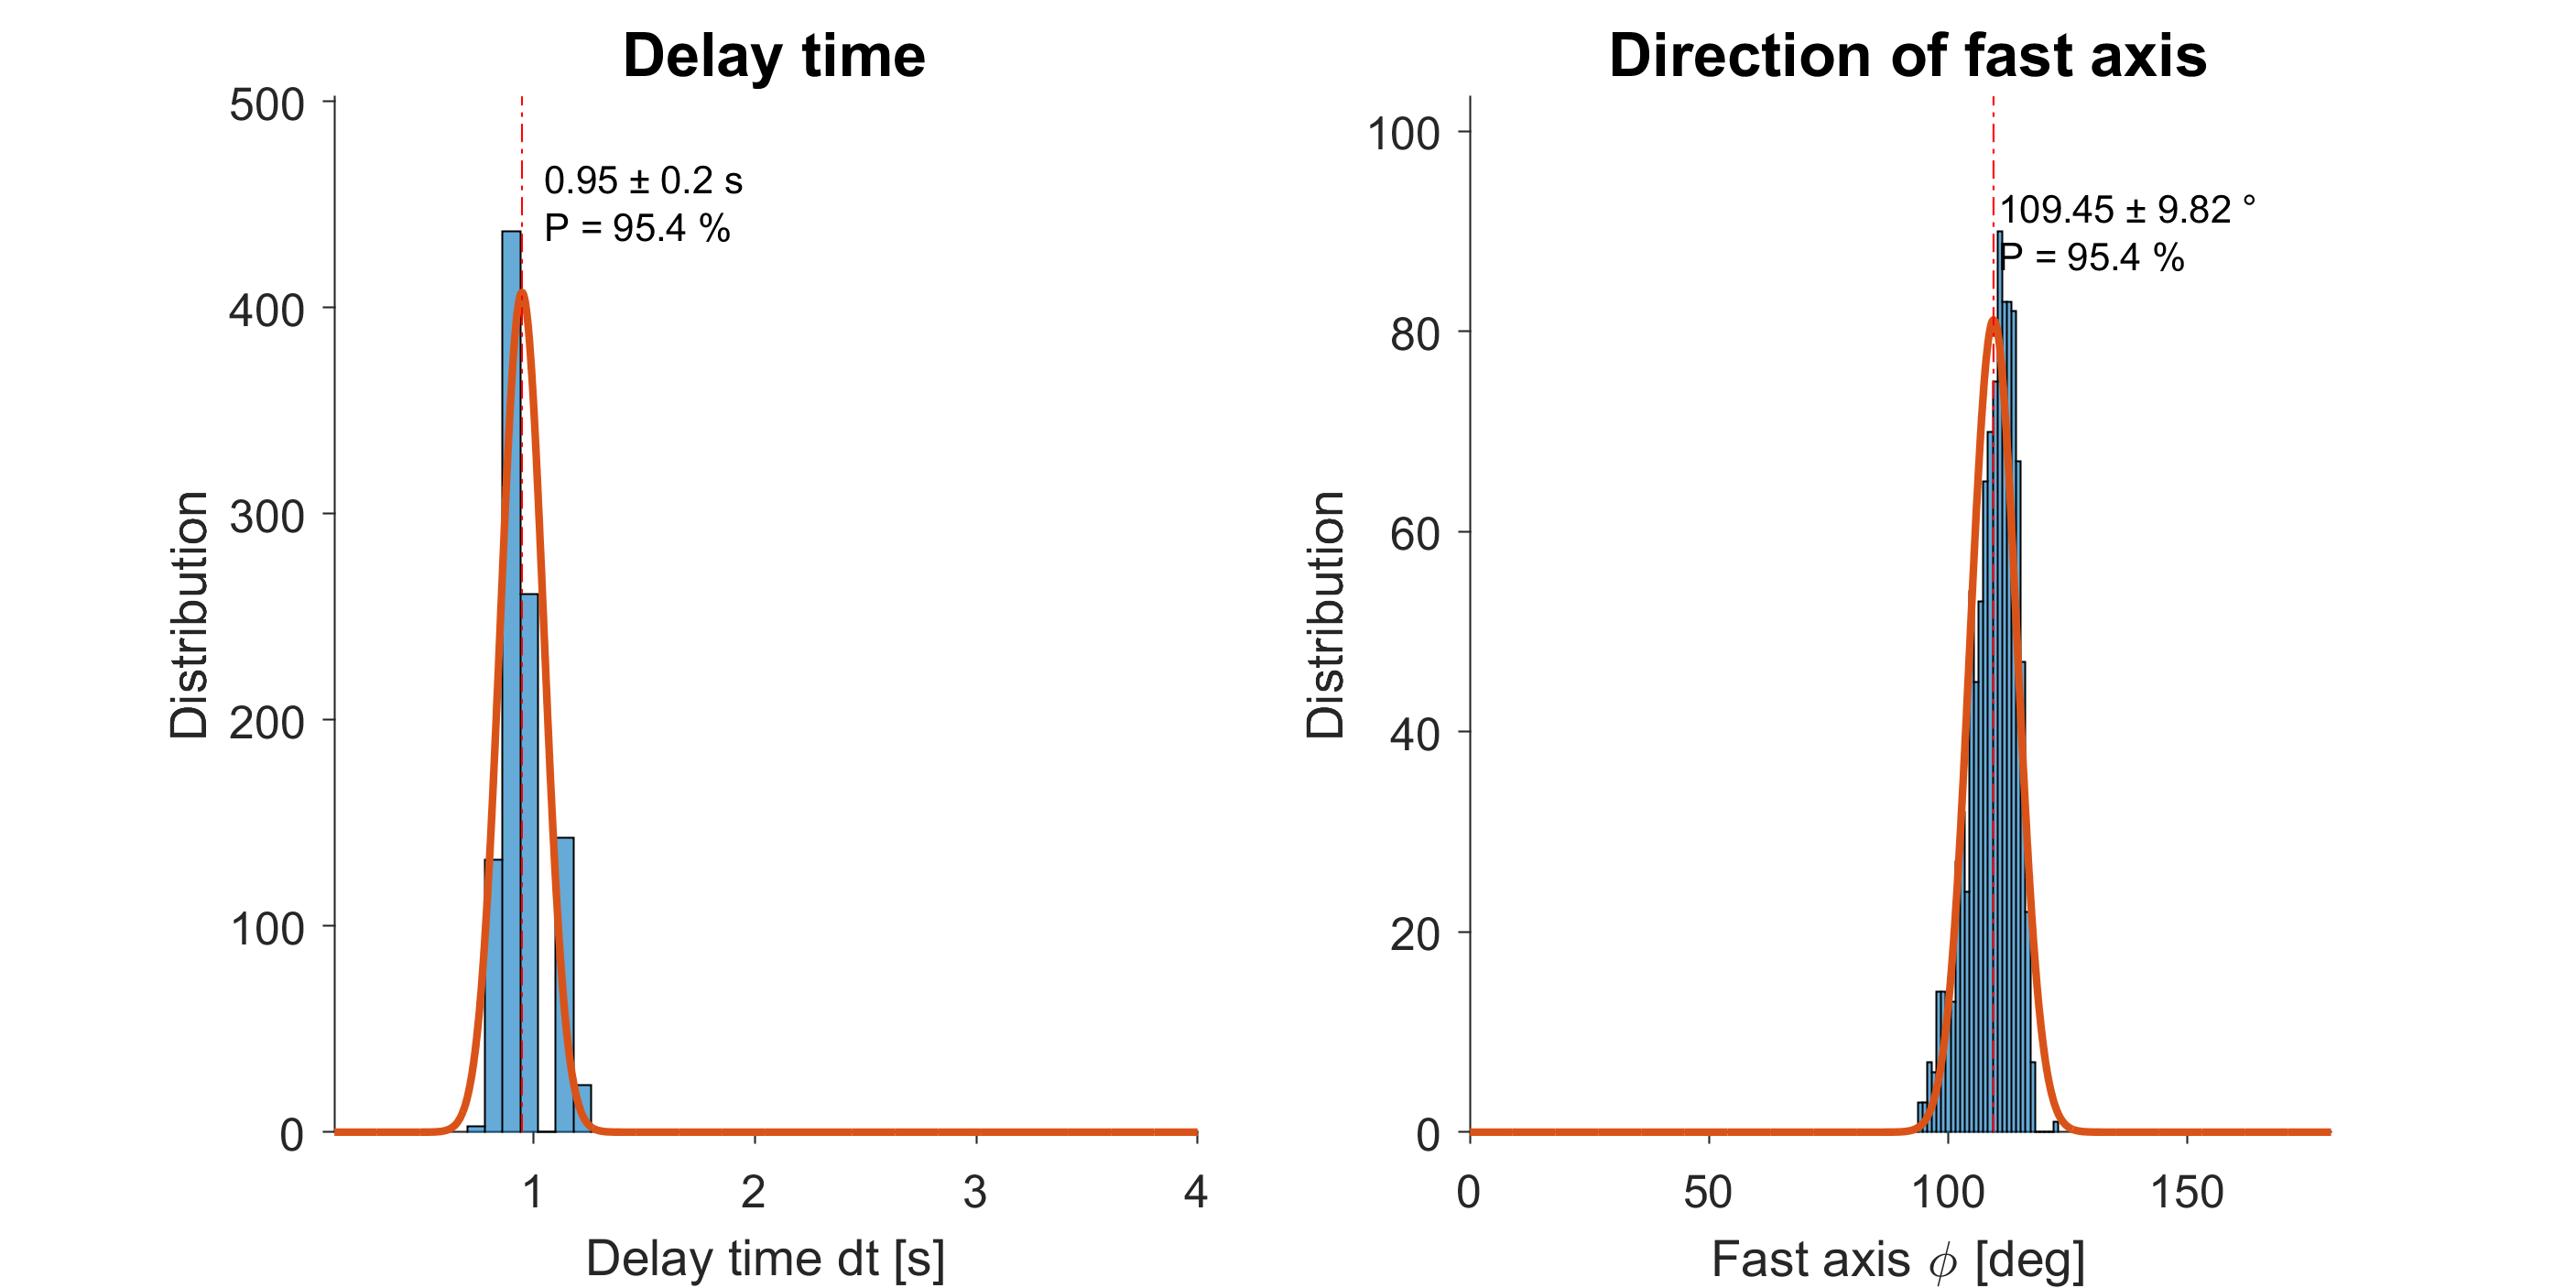 Delay time
500
400
300
200
100
0
Distribution
0.95 ± 0.2 s
P = 95.4 %
1
2
3
4
Delay time dt [s]
Direction of fast axis
100
80
60
40
20
0
Distribution
109.45 ± 9.82 °
P = 95.4 %
0
50
100
150
Fast axis ϕ [deg]